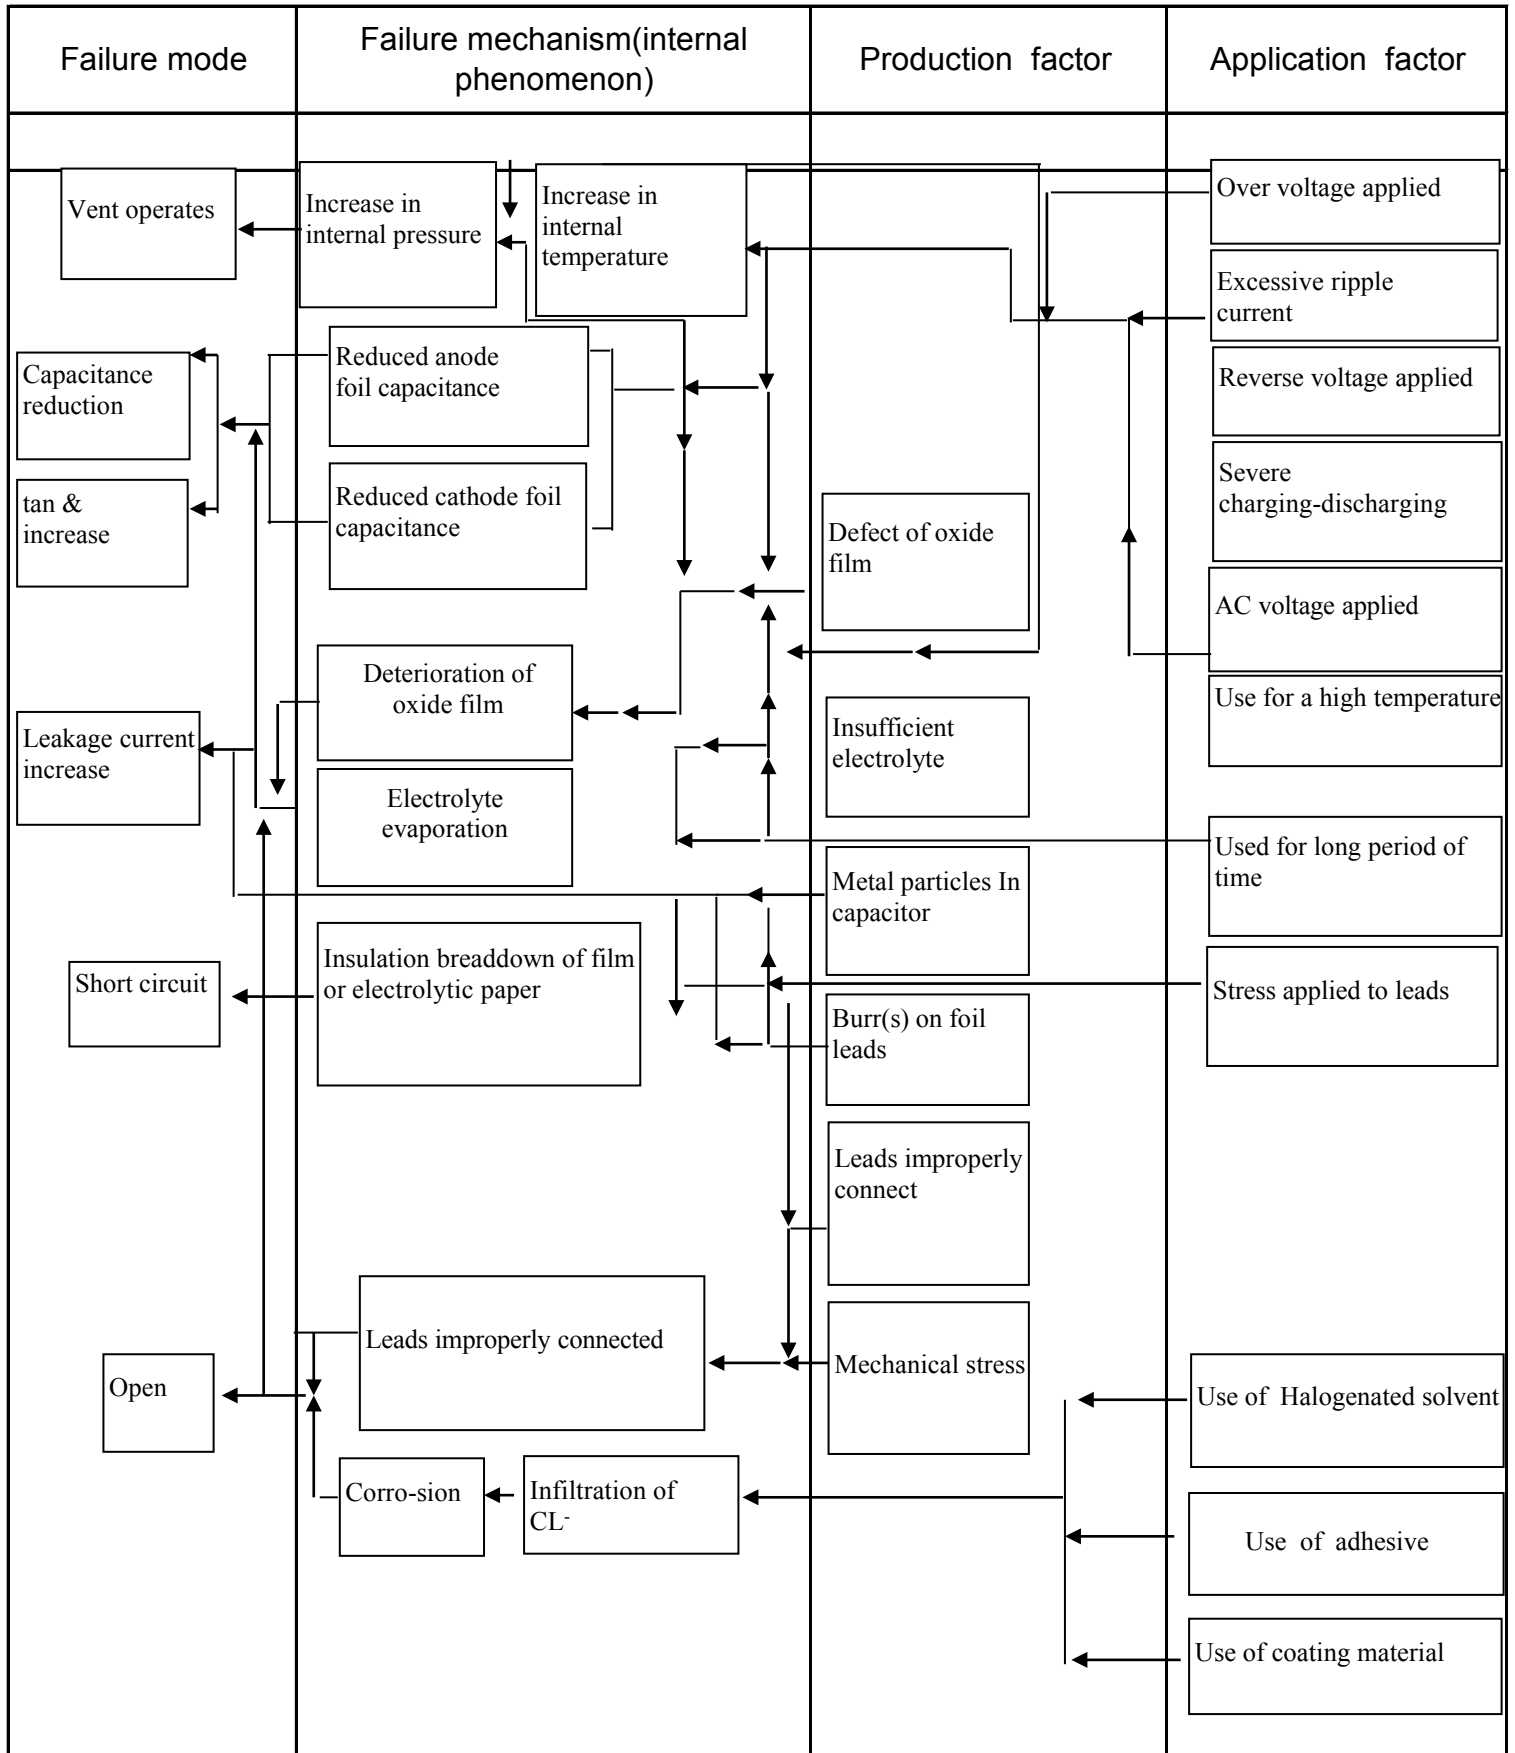 Failure mode
Failure mechanism(internal
phenomenon)
Production factor
Application factor
Vent operates
Increase in
internal pressure
Increase in
internal
temperature
Over voltage applied
Excessive ripple
current
Capacitance
reduction
Reduced anode
foil capacitance
Reverse voltage applied
tan &
increase
Reduced cathode foil
capacitance
Defect of oxide
film
Severe
charging-discharging
AC voltage applied
Deterioration of
oxide film
Use for a high temperature
Leakage current
increase
Insufficient
electrolyte
Electrolyte
evaporation
Used for long period of
time
Metal particles In
capacitor
Short circuit
Insulation breaddown of film
or electrolytic paper
Stress applied to leads
Burr(s) on foil
leads
Leads improperly
connect
Leads improperly connected
Mechanical stress
Open
Use of Halogenated solvent
Corro-sion
Infiltration of
CL-
Use of adhesive
Use of coating material